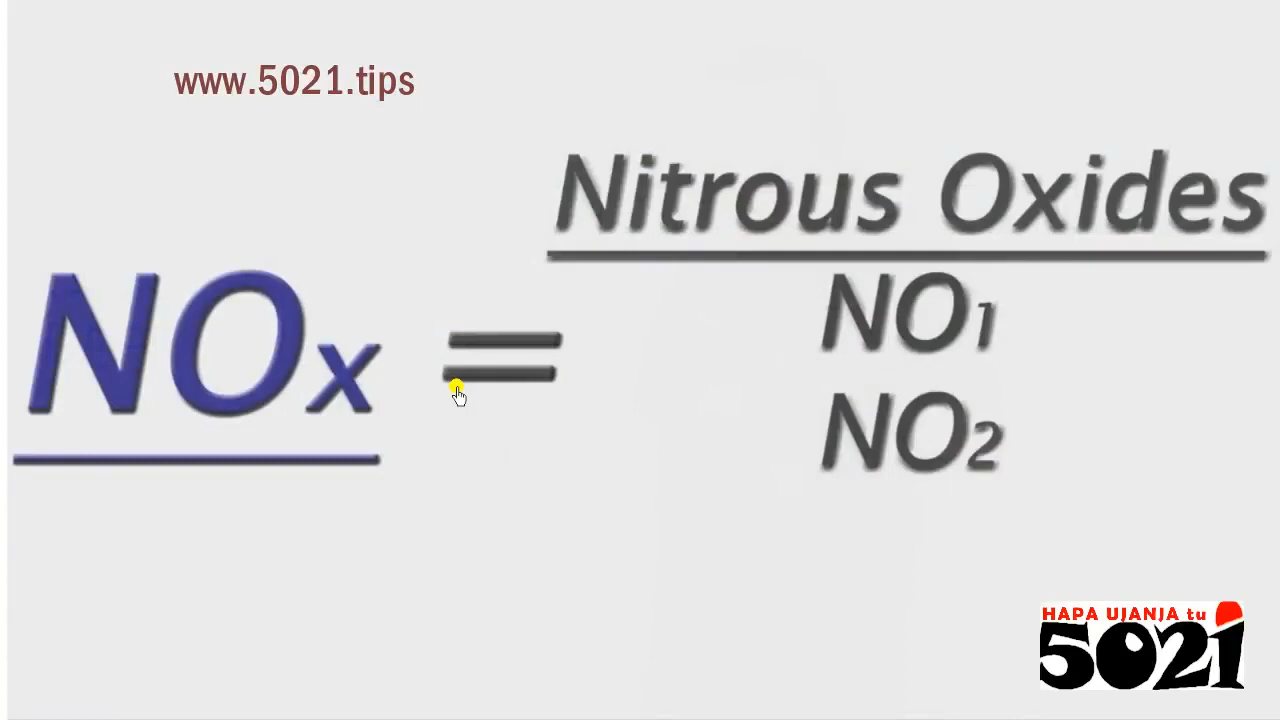 www.5021.tips
Nitrous Oxides
NOx = NO1
NO2
HAPA UJANJA tu
5021